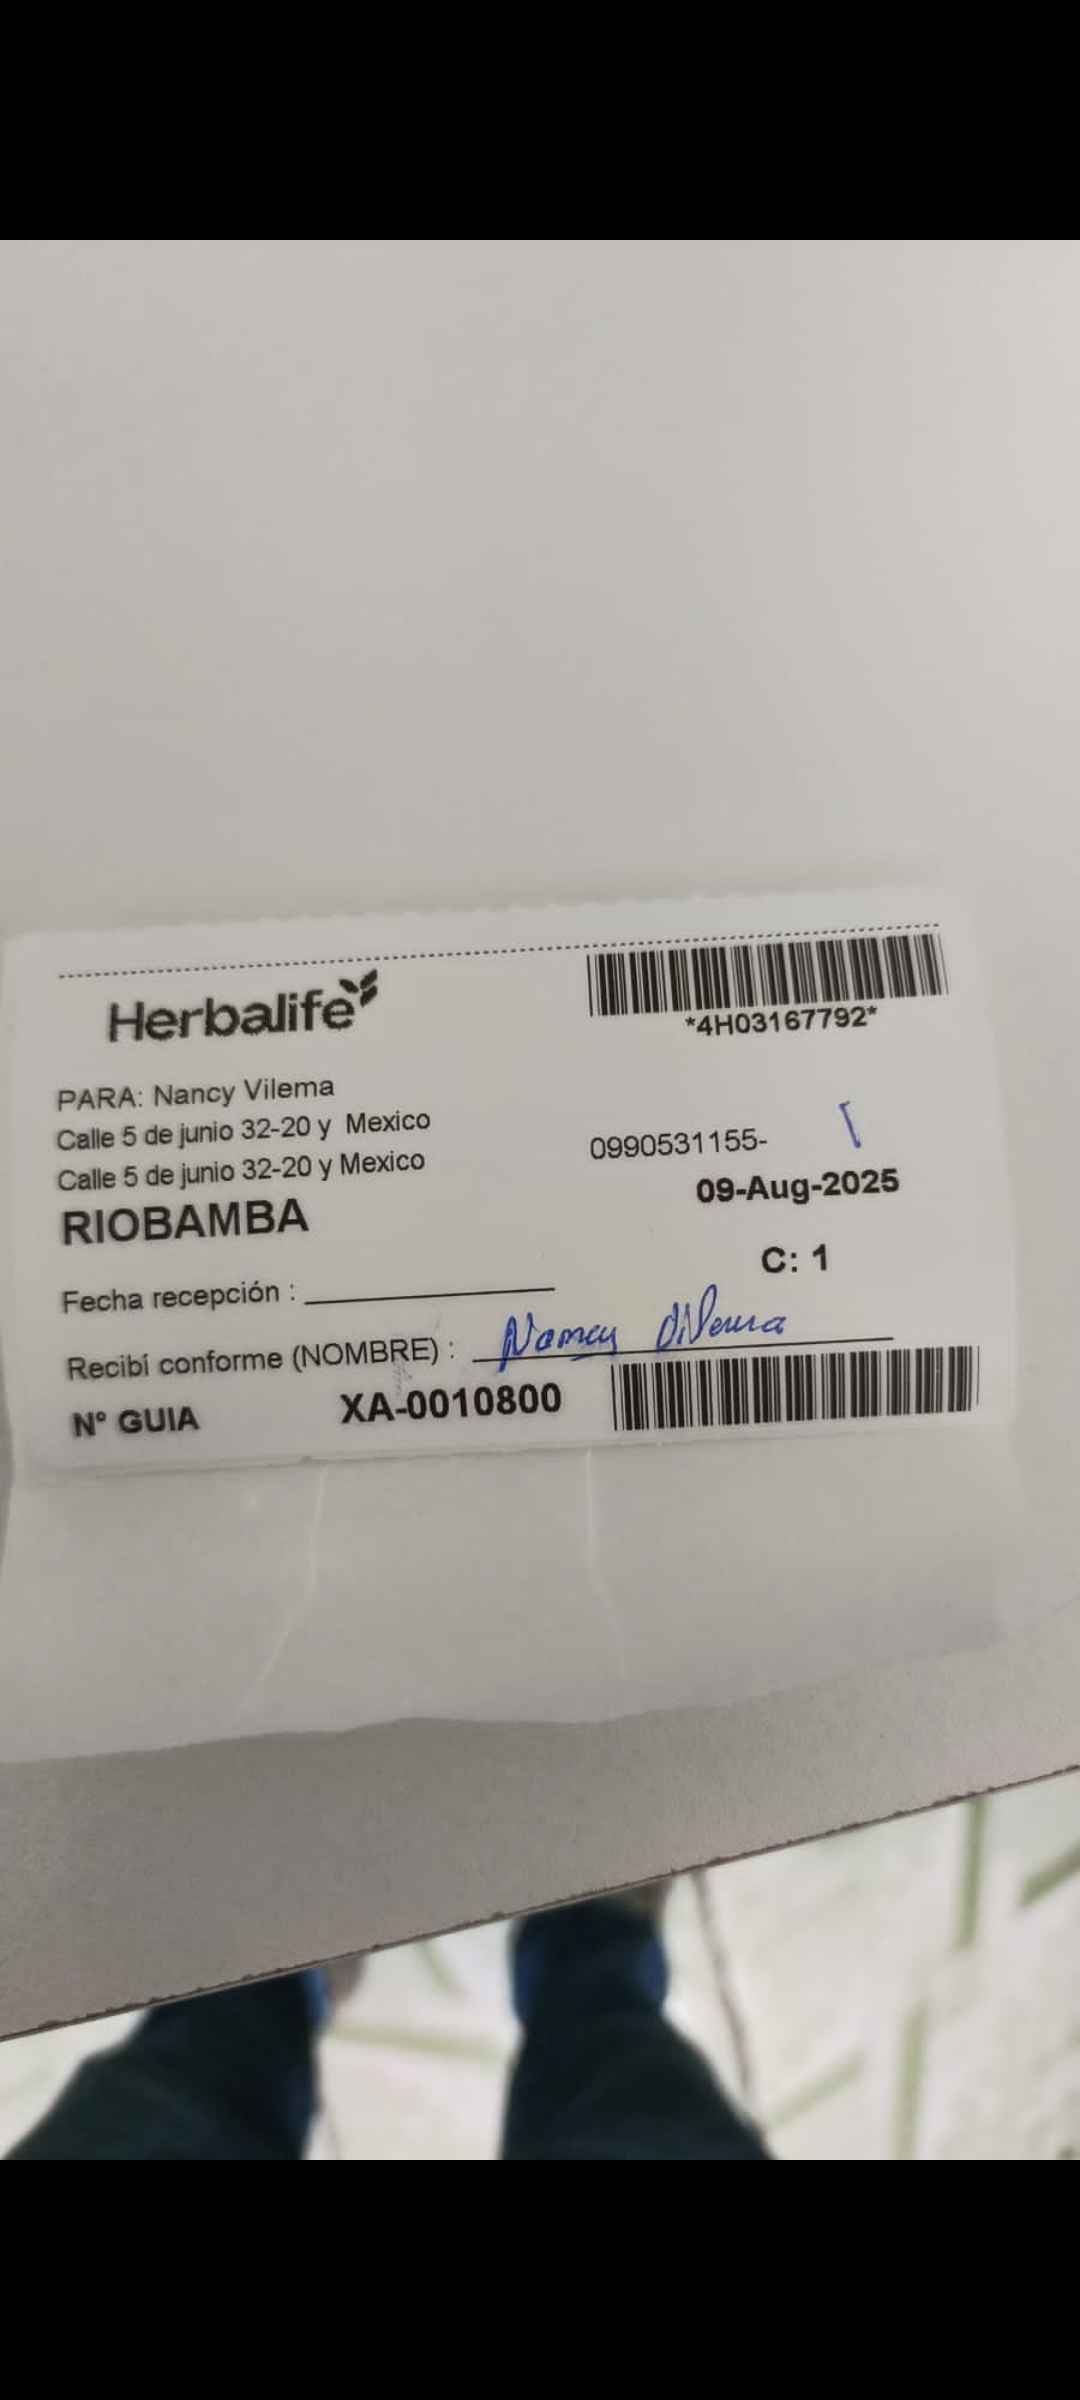 Herbalife
*4H03167792*
PARA: Nancy Vilema
Calle 5 de junio 32-20 y Mexico
Calle 5 de junio 32-20 y Mexico
0990531155-
RIOBAMBA
09-Aug-2025
C: 1
Fecha recepción :
Recibí conforme (NOMBRE) : Nancy Vilema
Nº GUIA XA-0010800